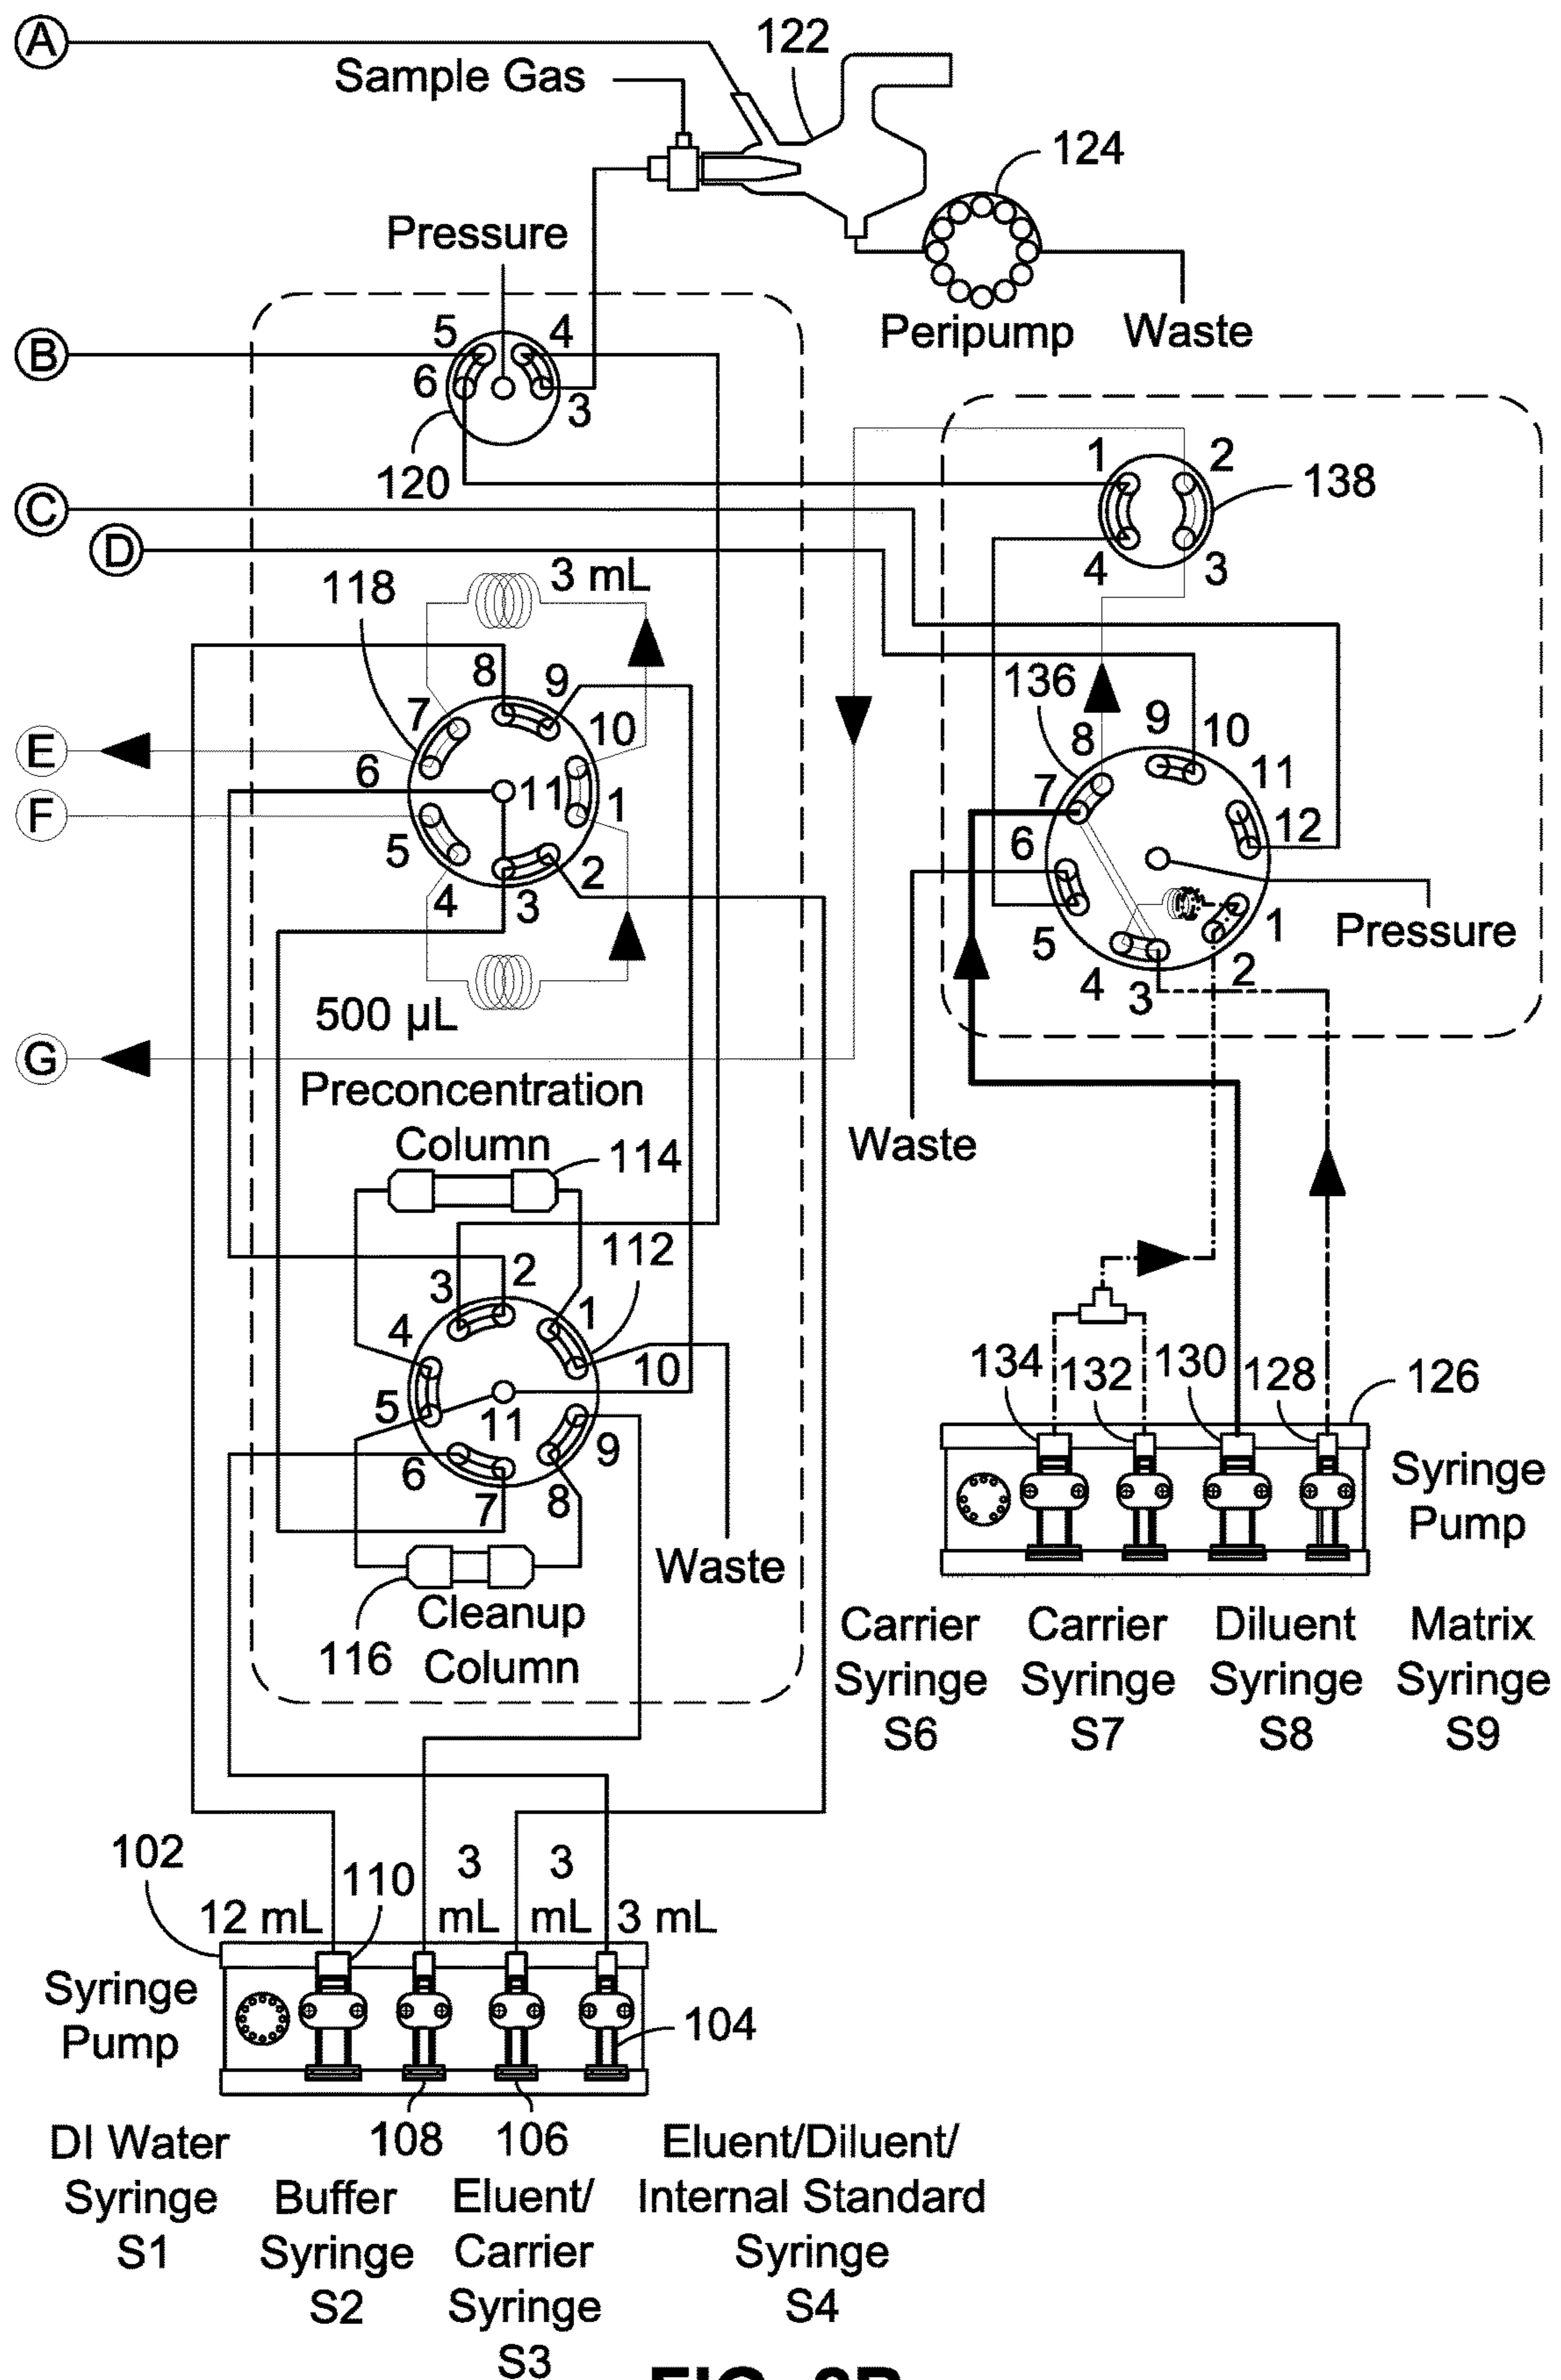 A
122
Sample Gas
124
Pressure
Peripump
Waste
B
5
4
6
3
120
1
2
138
C
D
4
3
118
3 mL
8
9
7
10
136
9
10
8
11
E
6
11
1
7
12
F
6
5
2
4
3
Pressure
5
1
2
4
3
500 µL
G
Preconcentration
Column
114
Waste
112
3
2
1
4
10
5
11
9
6
7
8
134
132
130
128
126
Syringe
Pump
Waste
Cleanup
Column
116
Carrier
Syringe
S6
Carrier
Syringe
S7
Diluent
Syringe
S8
Matrix
Syringe
S9
102
110
3
3
12 mL
mL
mL
3 mL
Syringe
Pump
104
108
106
DI Water
Syringe
S1
Buffer
Syringe
S2
Eluent/
Carrier
Syringe
S3
Eluent/Diluent/
Internal Standard
Syringe
S4